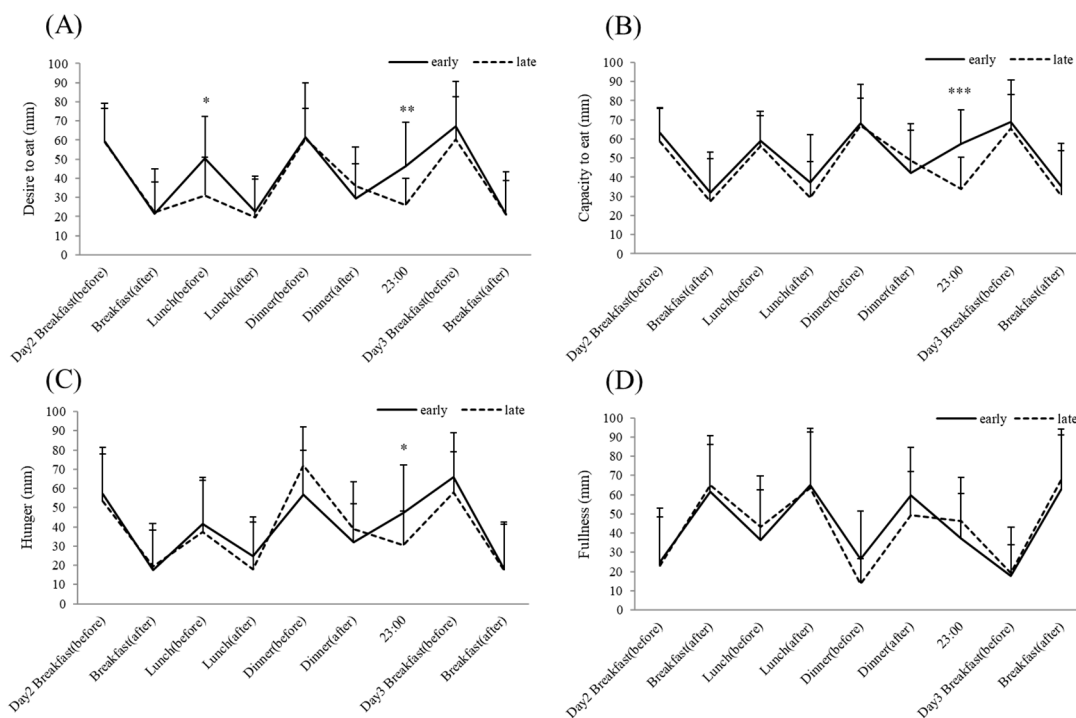 (A)
early late
Desire to eat (mm)
100
90
80
70
60
50
40
30
20
10
0
*
**
Day2 Breakfast(before)
Breakfast(after)
Lunch(before)
Lunch(after)
Dinner(before)
Dinner(after)
23:00
Day3 Breakfast(before)
Breakfast(after)
(B)
early late
Capacity to eat (mm)
100
90
80
70
60
50
40
30
20
10
0
***
Day2 Breakfast(before)
Breakfast(after)
Lunch(before)
Lunch(after)
Dinner(before)
Dinner(after)
23:00
Day3 Breakfast(before)
Breakfast(after)
(C)
early late
Hunger (mm)
100
90
80
70
60
50
40
30
20
10
0
*
Day2 Breakfast(before)
Breakfast(after)
Lunch(before)
Lunch(after)
Dinner(before)
Dinner(after)
23:00
Day3 Breakfast(before)
Breakfast(after)
(D)
early late
Fullness (mm)
100
90
80
70
60
50
40
30
20
10
0
Day2 Breakfast(before)
Breakfast(after)
Lunch(before)
Lunch(after)
Dinner(before)
Dinner(after)
23:00
Day3 Breakfast(before)
Breakfast(after)